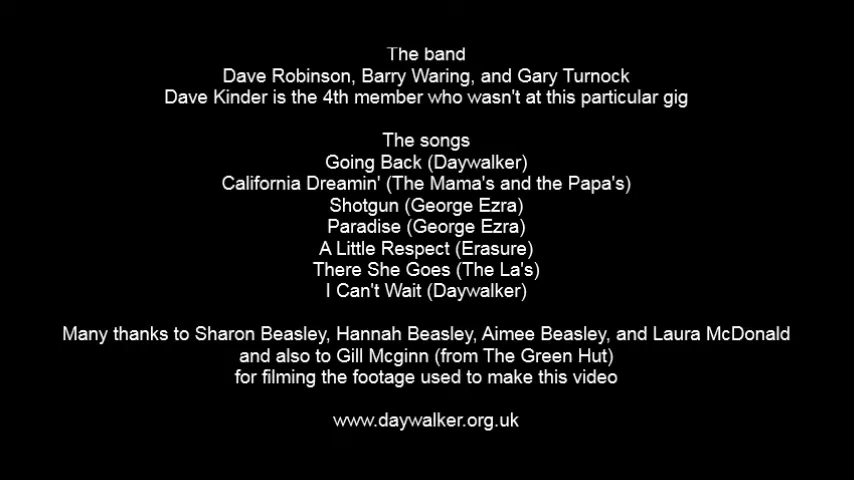 The band
Dave Robinson, Barry Waring, and Gary Turnock
Dave Kinder is the 4th member who wasn't at this particular gig
The songs
Going Back (Daywalker)
California Dreamin' (The Mama's and the Papa's)
Shotgun (George Ezra)
Paradise (George Ezra)
A Little Respect (Erasure)
There She Goes (The La's)
I Can't Wait (Daywalker)
Many thanks to Sharon Beasley, Hannah Beasley, Aimee Beasley, and Laura McDonald
and also to Gill Mcginn (from The Green Hut)
for filming the footage used to make this video
www.daywalker.org.uk